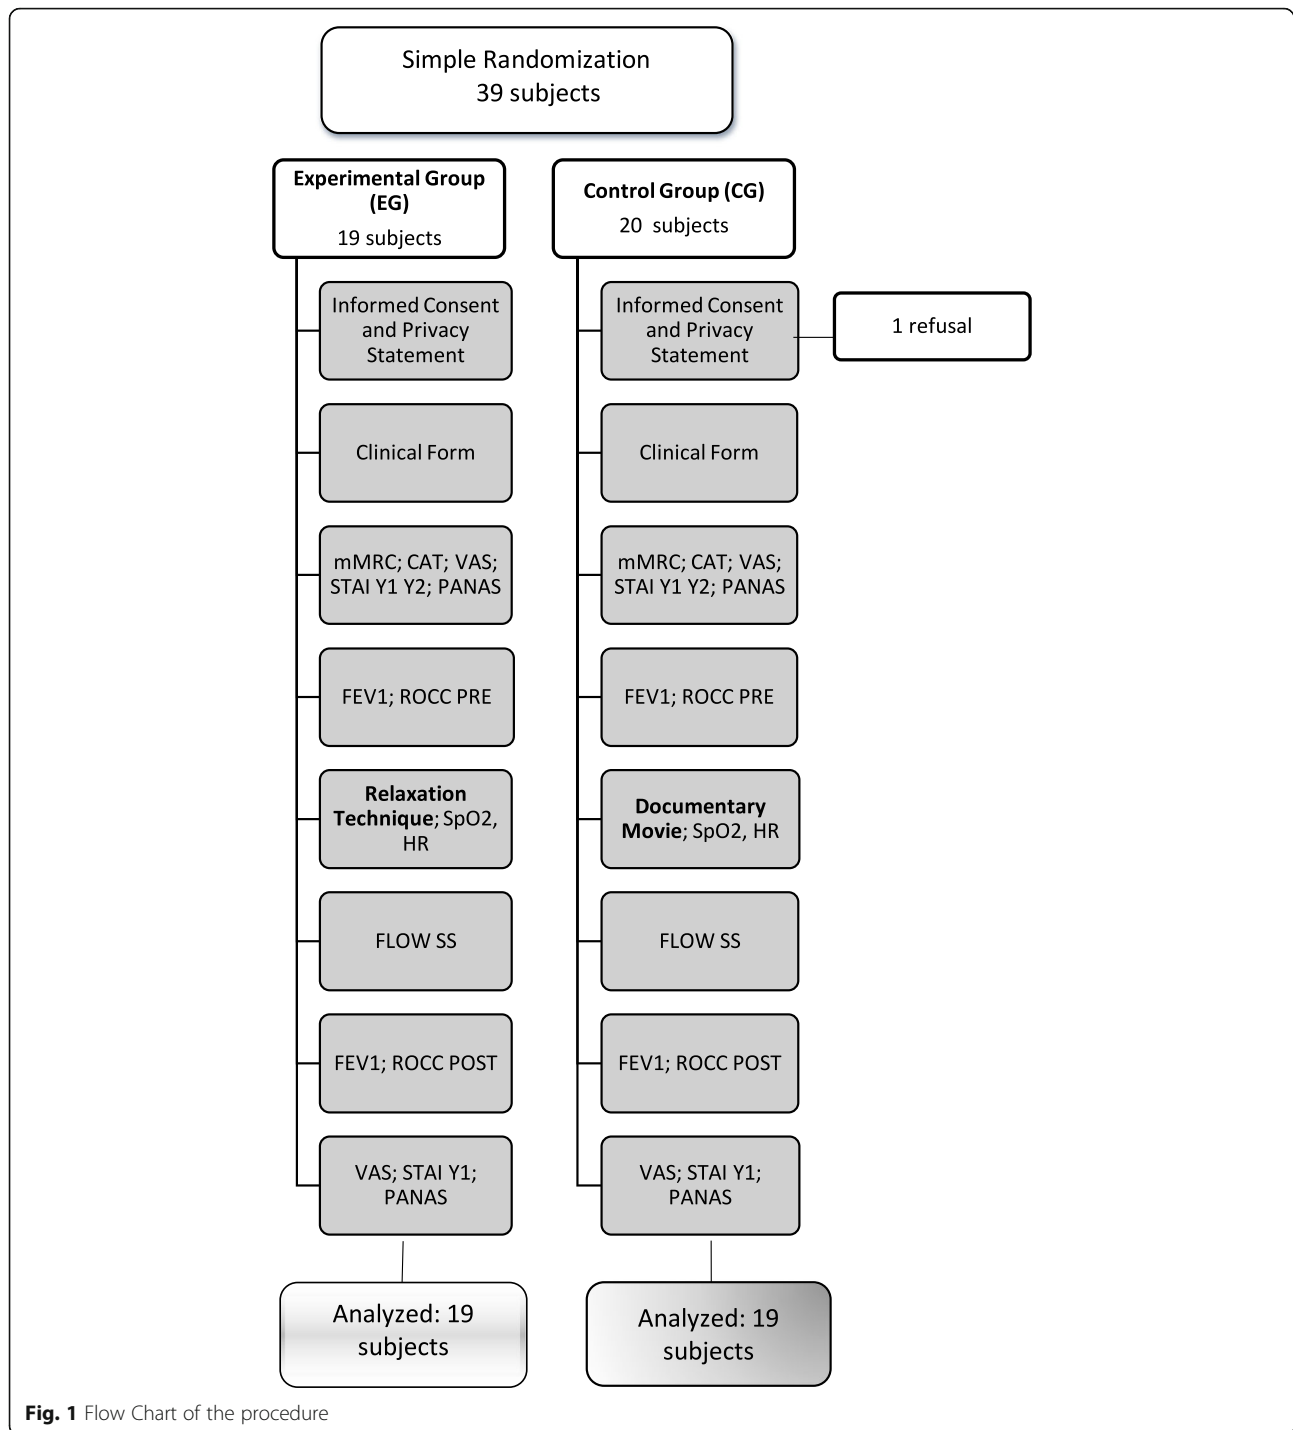 Simple Randomization
39 subjects
Experimental Group
(EG)
19 subjects
Informed Consent
and Privacy
Statement
Clinical Form
mMRC; CAT; VAS;
STAI Y1 Y2; PANAS
FEV1; ROCC PRE
Relaxation
Technique; SpO2,
HR
FLOW SS
FEV1; ROCC POST
VAS; STAI Y1;
PANAS
Analyzed: 19
subjects
Control Group (CG)
20 subjects
Informed Consent
and Privacy
Statement
1 refusal
Clinical Form
mMRC; CAT; VAS;
STAI Y1 Y2; PANAS
FEV1; ROCC PRE
Documentary
Movie; SpO2, HR
FLOW SS
FEV1; ROCC POST
VAS; STAI Y1;
PANAS
Analyzed: 19
subjects
Fig. 1 Flow Chart of the procedure